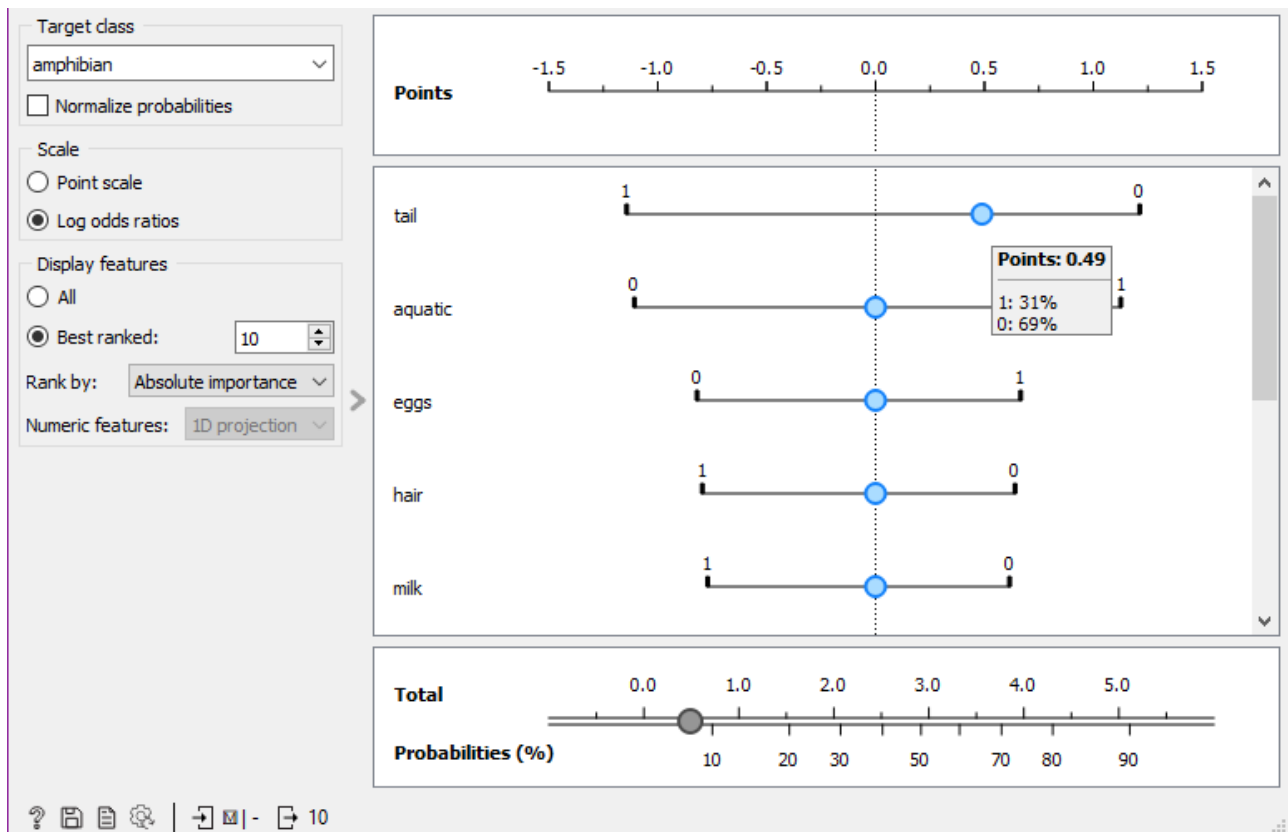 Target class
amphibian
Normalize probabilities
Scale
Point scale
Log odds ratios
Display features
All
Best ranked: 10
Rank by: Absolute importance
Numeric features: 1D projection
-1.5 -1.0 -0.5 0.0 0.5 1.0 1.5
Points
1 0
tail
Points: 0.49
1: 31%
0: 69%
0 1
aquatic
0 1
eggs
1 0
hair
1 0
milk
0.0 1.0 2.0 3.0 4.0 5.0
Total
Probabilities (%)
10 20 30 50 70 80 90
? M | - 10